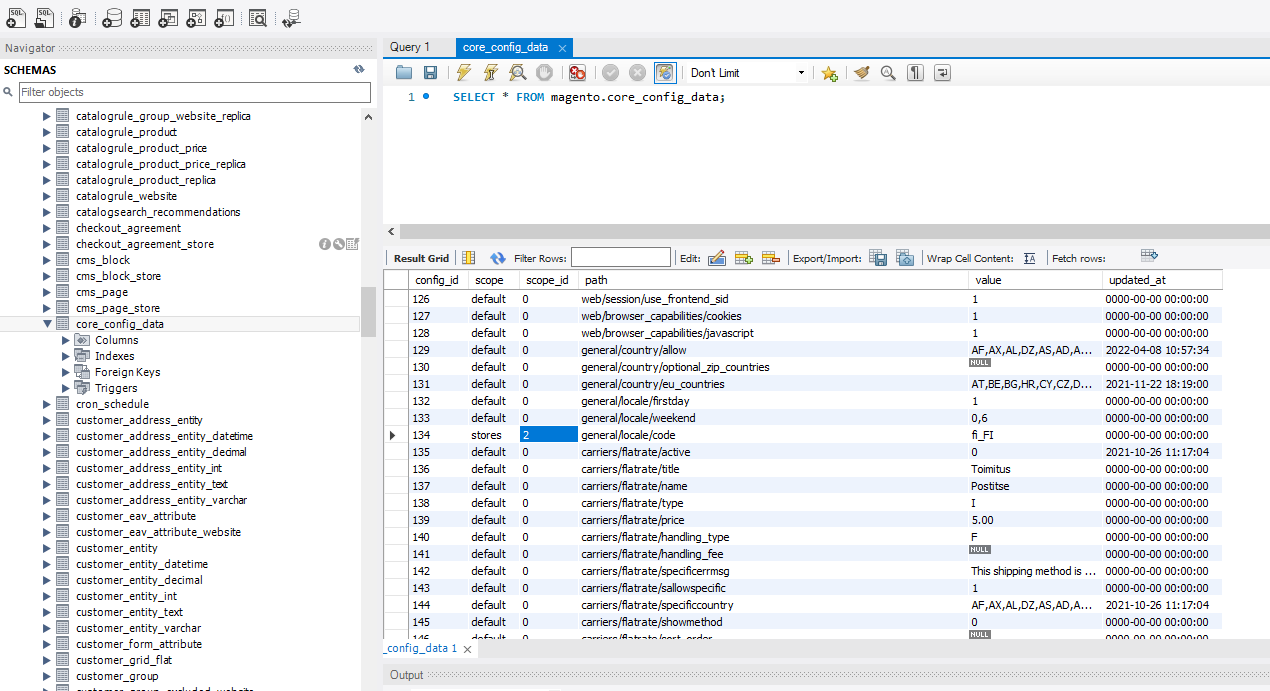 Navigator
SCHEMAS
Filter objects
catalogrule_group_website_replica
catalogrule_product
catalogrule_product_price
catalogrule_product_price_replica
catalogrule_product_replica
catalogrule_website
catalogsearch_recommendations
checkout_agreement
checkout_agreement_store
cms_block
cms_block_store
cms_page
cms_page_store
core_config_data
Columns
Indexes
Foreign Keys
Triggers
cron_schedule
customer_address_entity
customer_address_entity_datetime
customer_address_entity_decimal
customer_address_entity_int
customer_address_entity_text
customer_address_entity_varchar
customer_eav_attribute
customer_eav_attribute_website
customer_entity
customer_entity_datetime
customer_entity_decimal
customer_entity_int
customer_entity_text
customer_entity_varchar
customer_form_attribute
customer_grid_flat
customer_group
Query 1 core_config_data
Don't Limit
1 SELECT * FROM magento.core_config_data;
Result Grid Filter Rows: Edit: Export/Import: Wrap Cell Content: Fetch rows:
config_id scope scope_id path value updated_at
126 default 0 web/session/use_frontend_sid 1 0000-00-00 00:00:00
127 default 0 web/browser_capabilities/cookies 1 0000-00-00 00:00:00
128 default 0 web/browser_capabilities/javascript 1 0000-00-00 00:00:00
129 default 0 general/country/allow AF,AX,AL,DZ,AS,AD,A... 2022-04-08 10:57:34
130 default 0 general/country/optional_zip_countries NULL 0000-00-00 00:00:00
131 default 0 general/country/eu_countries AT,BE,BG,HR,CY,CZ,D... 2021-11-22 18:19:00
132 default 0 general/locale/firstday 1 0000-00-00 00:00:00
133 default 0 general/locale/weekend 0,6 0000-00-00 00:00:00
134 stores 2 general/locale/code fi_FI 0000-00-00 00:00:00
135 default 0 carriers/flatrate/active 0 2021-10-26 11:17:04
136 default 0 carriers/flatrate/title Toimitus 0000-00-00 00:00:00
137 default 0 carriers/flatrate/name Postitse 0000-00-00 00:00:00
138 default 0 carriers/flatrate/type I 0000-00-00 00:00:00
139 default 0 carriers/flatrate/price 5.00 0000-00-00 00:00:00
140 default 0 carriers/flatrate/handling_type F 0000-00-00 00:00:00
141 default 0 carriers/flatrate/handling_fee NULL 0000-00-00 00:00:00
142 default 0 carriers/flatrate/specificerrmsg This shipping method is ... 0000-00-00 00:00:00
143 default 0 carriers/flatrate/sallowspecific 1 0000-00-00 00:00:00
144 default 0 carriers/flatrate/specificcountry AF,AX,AL,DZ,AS,AD,A... 2021-10-26 11:17:04
145 default 0 carriers/flatrate/showmethod 0 0000-00-00 00:00:00
146 default 0 carriers/flatrate/sort_order NULL 0000-00-00 00:00:00
_config_data 1
Output